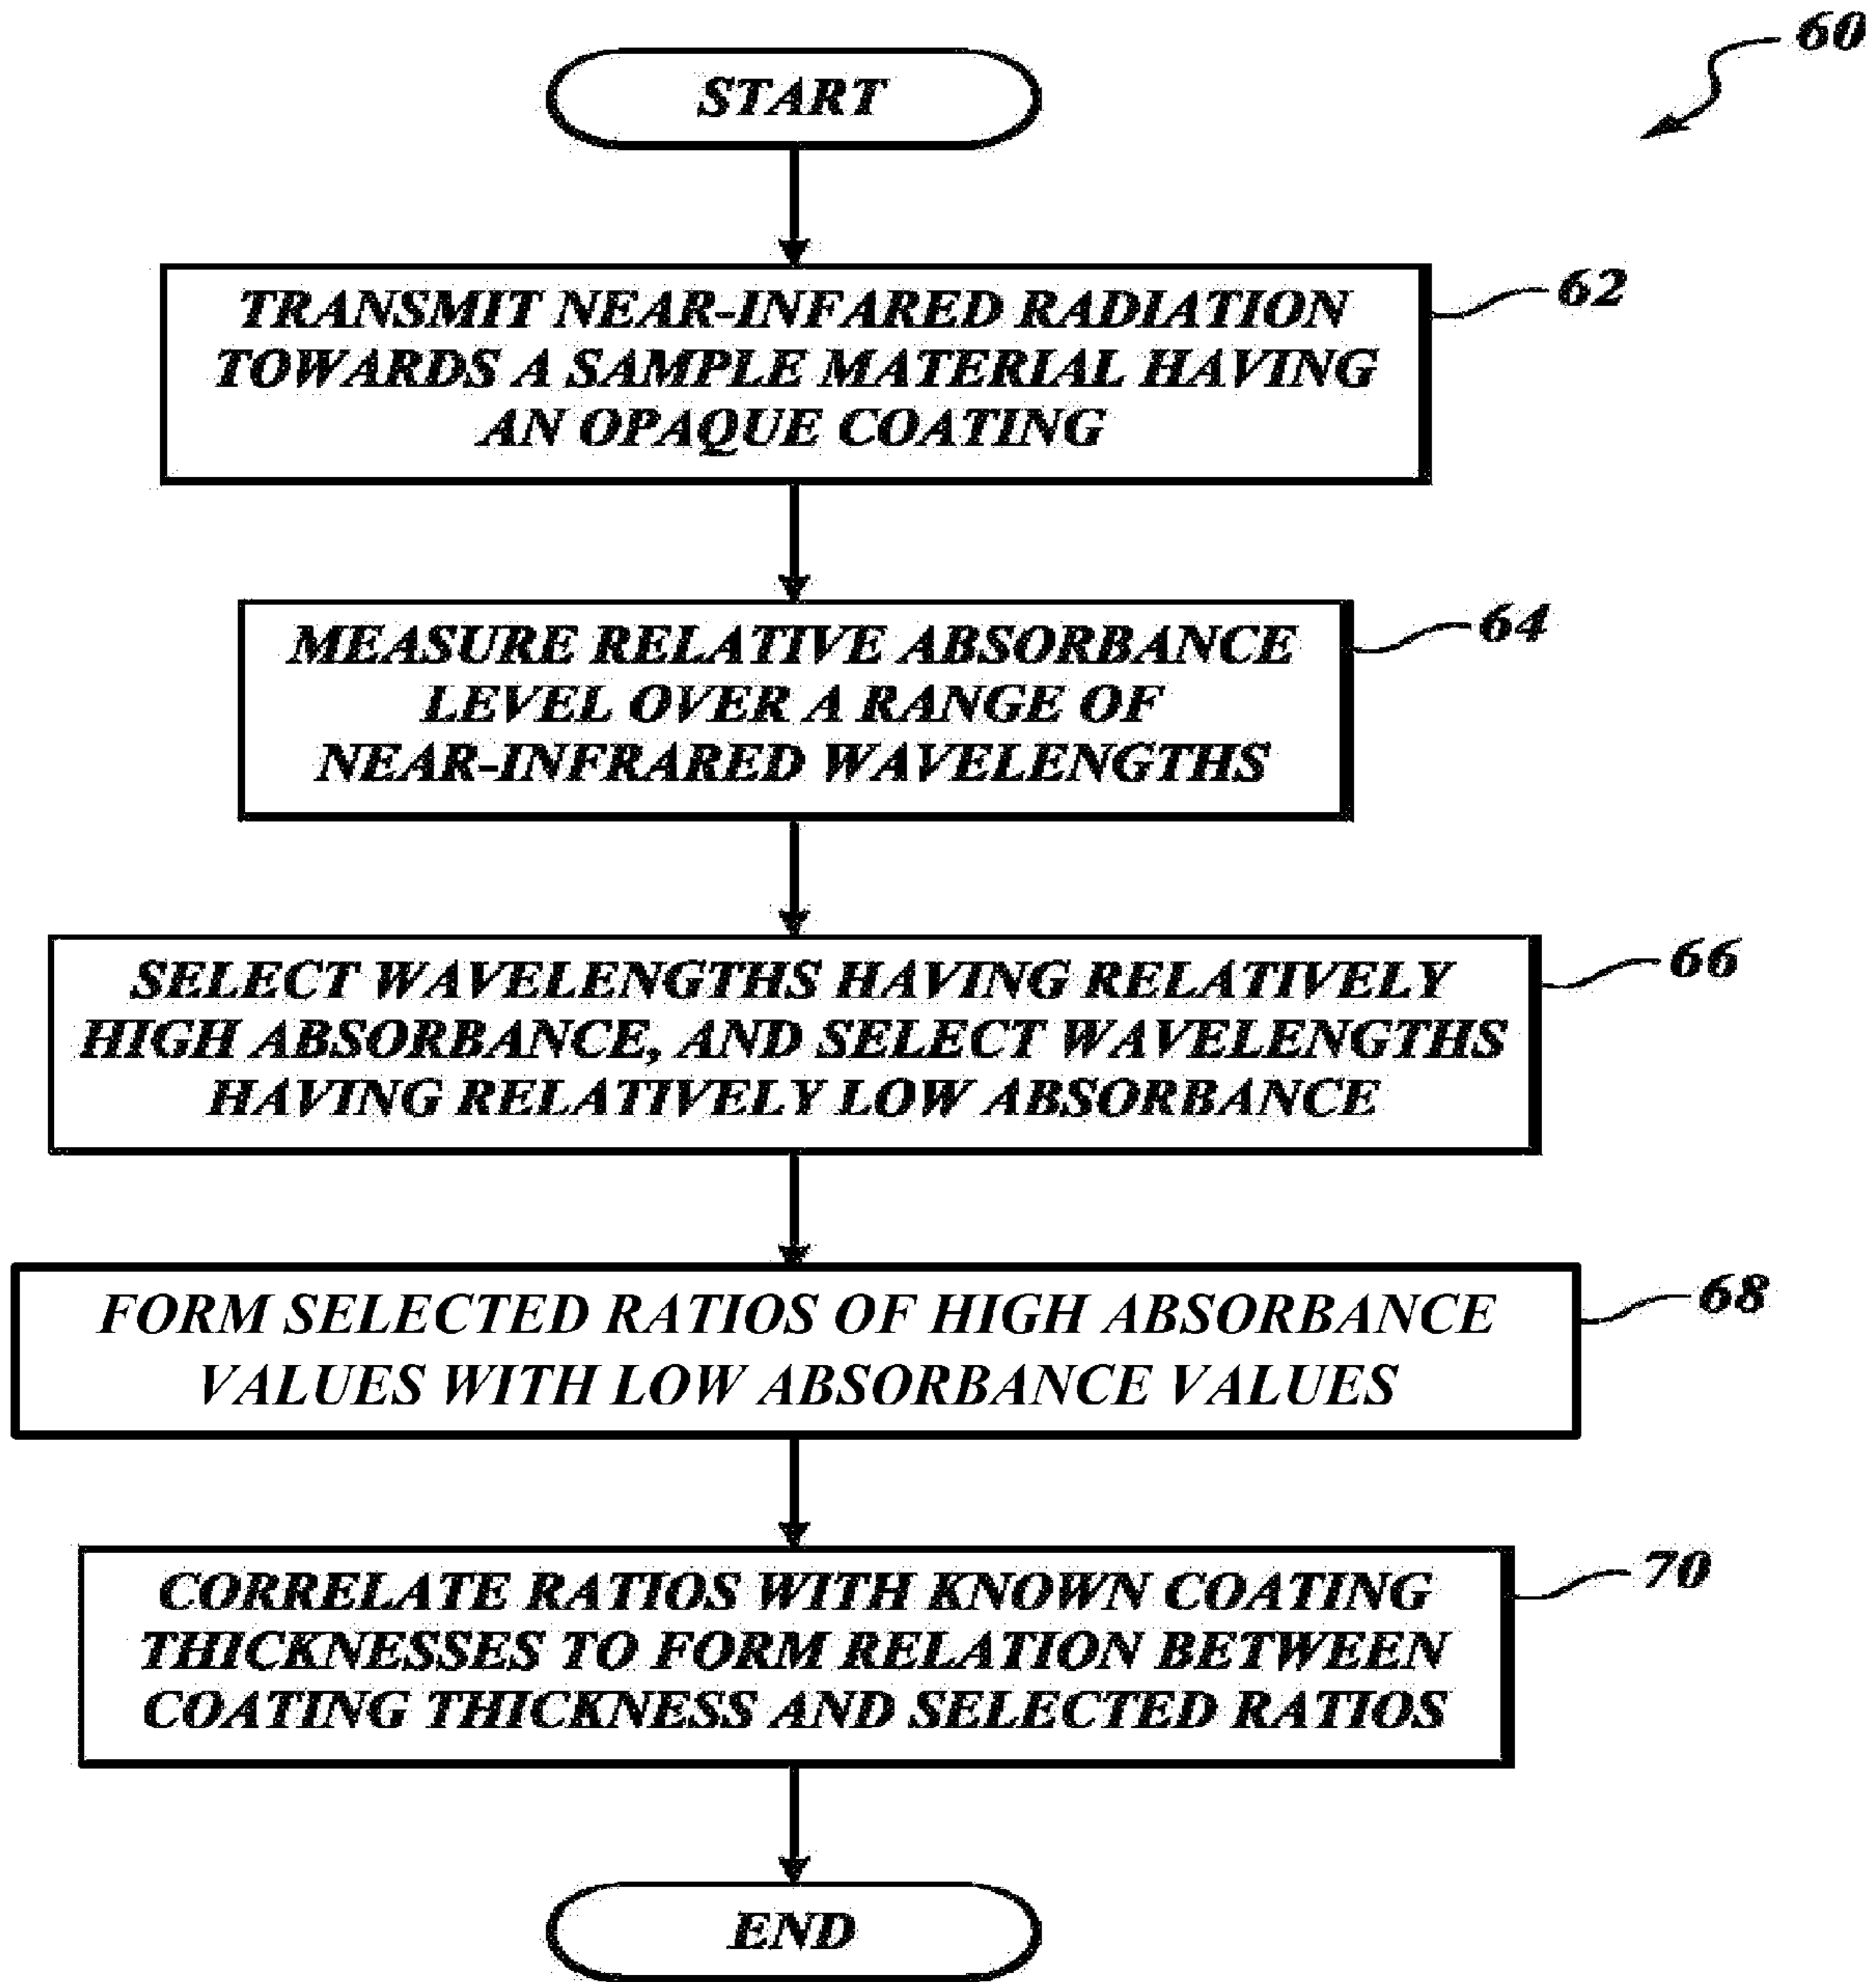 60
START
TRANSMIT NEAR-INFARED RADIATION
TOWARDS A SAMPLE MATERIAL HAVING
AN OPAQUE COATING
62
MEASURE RELATIVE ABSORBANCE
LEVEL OVER A RANGE OF
NEAR-INFRARED WAVELENGTHS
64
SELECT WAVELENGTHS HAVING RELATIVELY
HIGH ABSORBANCE, AND SELECT WAVELENGTHS
HAVING RELATIVELY LOW ABSORBANCE
66
FORM SELECTED RATIOS OF HIGH ABSORBANCE
VALUES WITH LOW ABSORBANCE VALUES
68
CORRELATE RATIOS WITH KNOWN COATING
THICKNESSES TO FORM RELATION BETWEEN
COATING THICKNESS AND SELECTED RATIOS
70
END